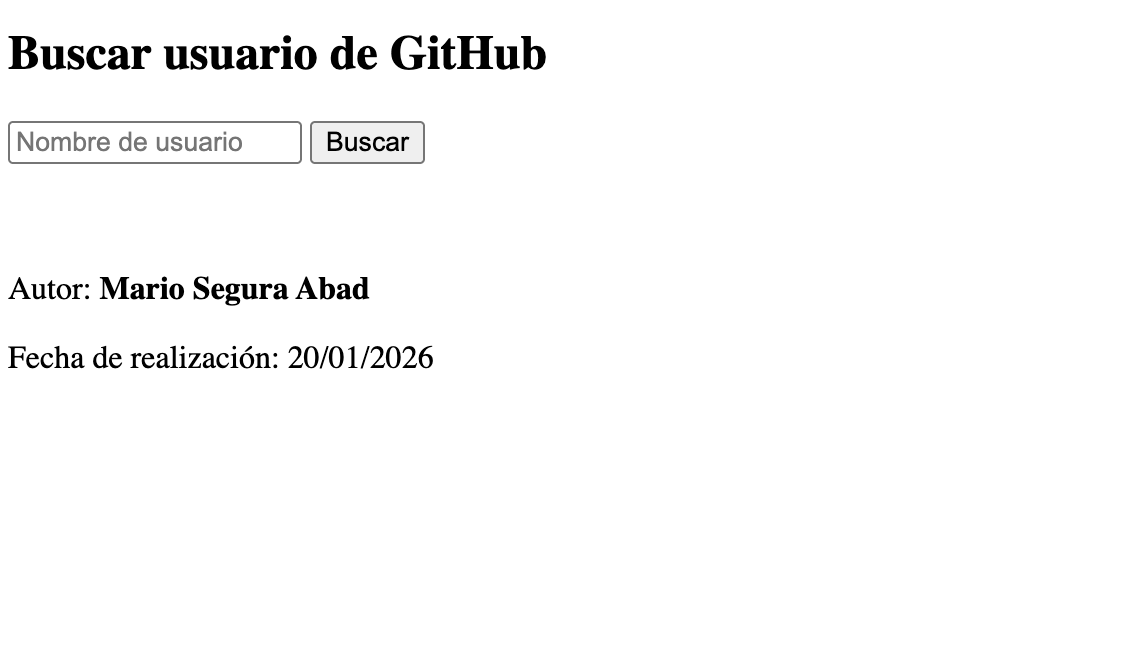 Buscar usuario de GitHub
Nombre de usuario Buscar
Autor: Mario Segura Abad
Fecha de realización: 20/01/2026